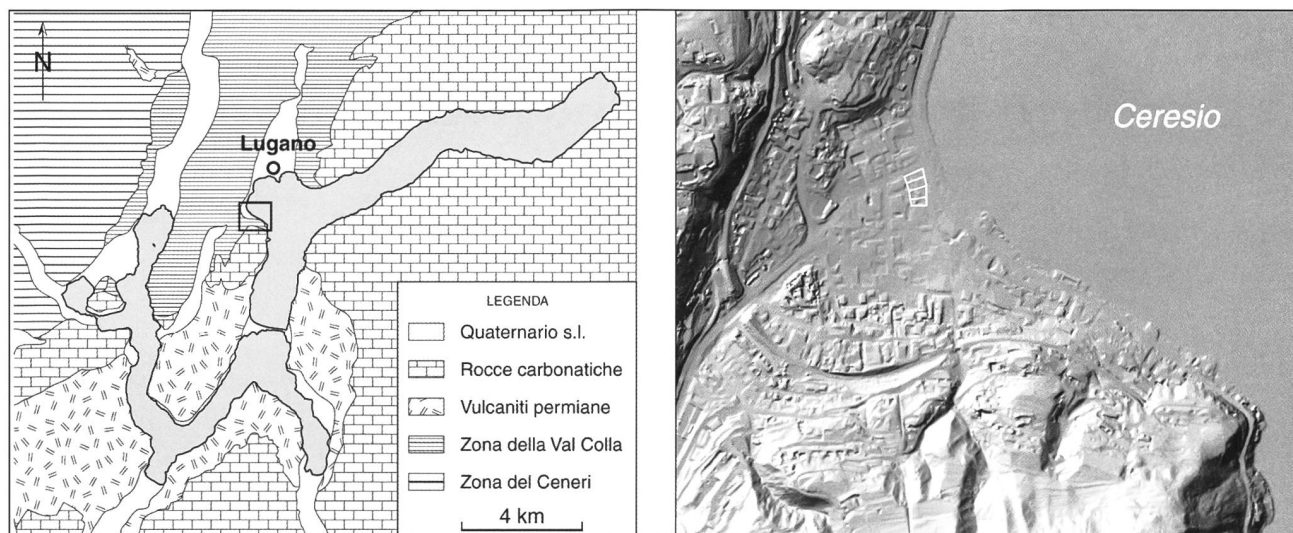 N
Lugano
LEGENDA
Quaternario s.l.
Rocce carbonatiche
Vulcaniti permiane
Zona della Val Colla
Zona del Ceneri
4 km
Ceresio